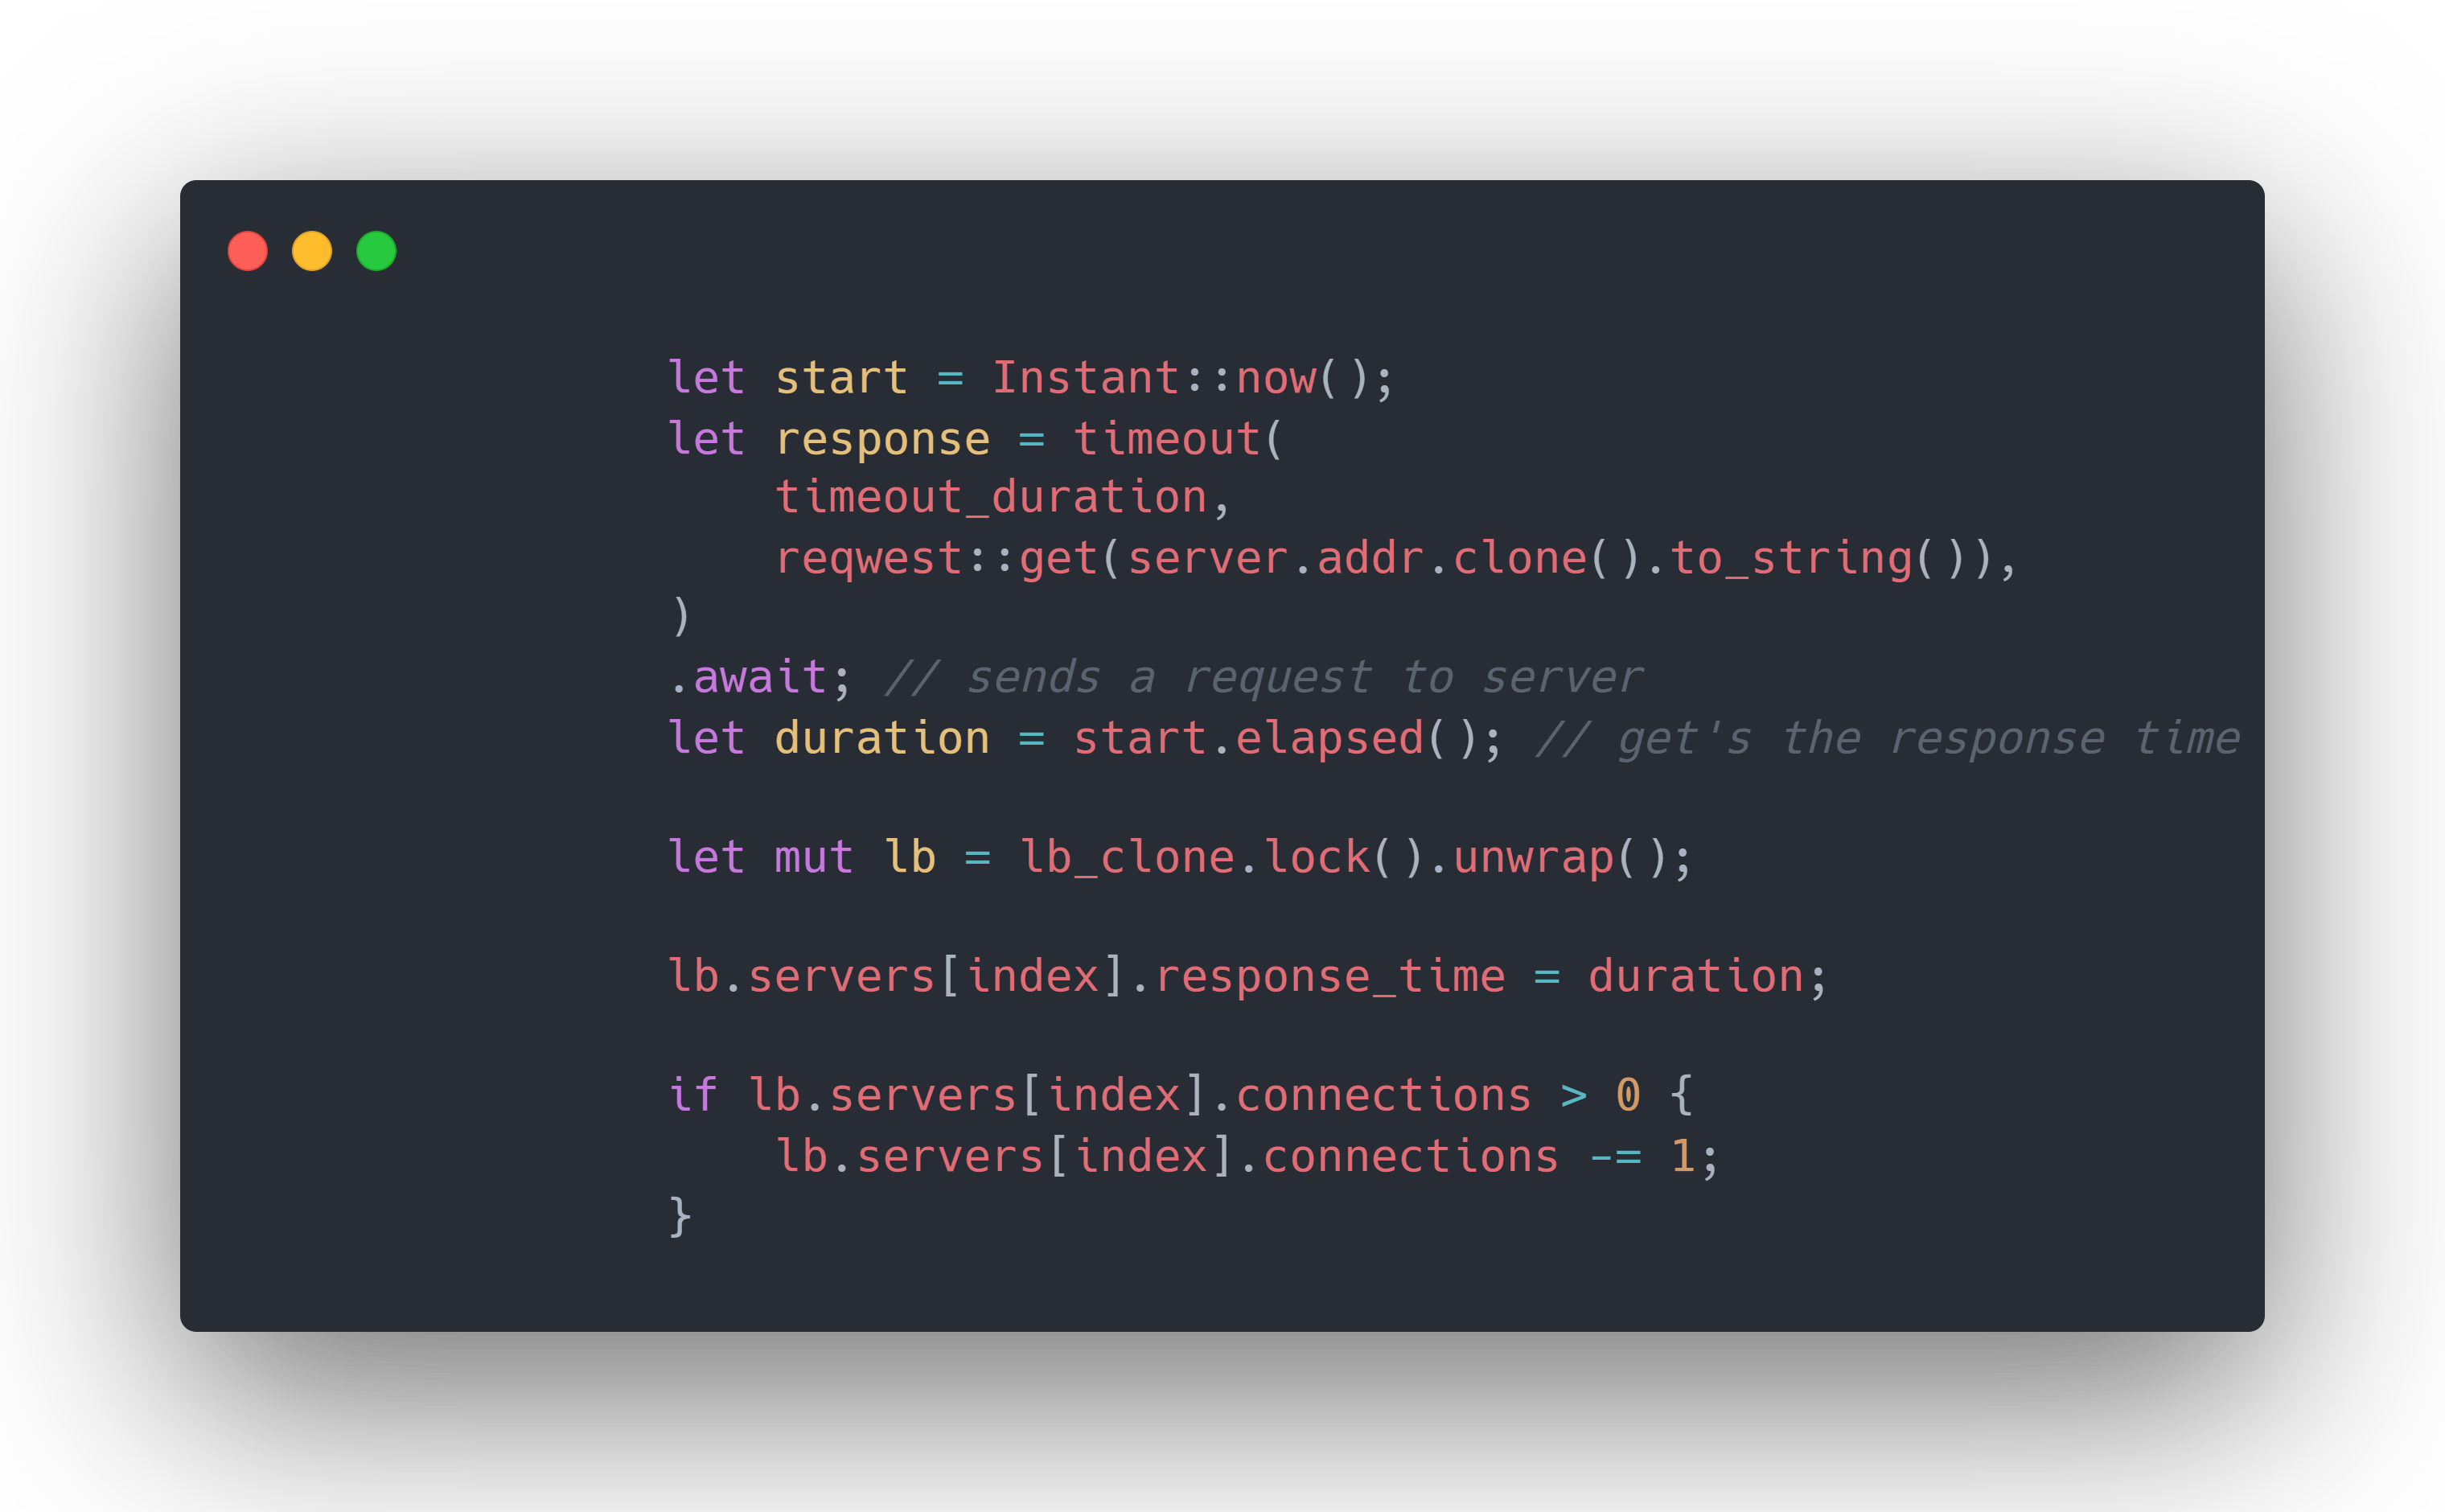 let start = Instant::now();
let response = timeout(
    timeout_duration,
    reqwest::get(server.addr.clone().to_string()),
)
.await; // sends a request to server
let duration = start.elapsed(); // get's the response time
let mut lb = lb_clone.lock().unwrap();
lb.servers[index].response_time = duration;
if lb.servers[index].connections > 0 {
    lb.servers[index].connections -= 1;
}